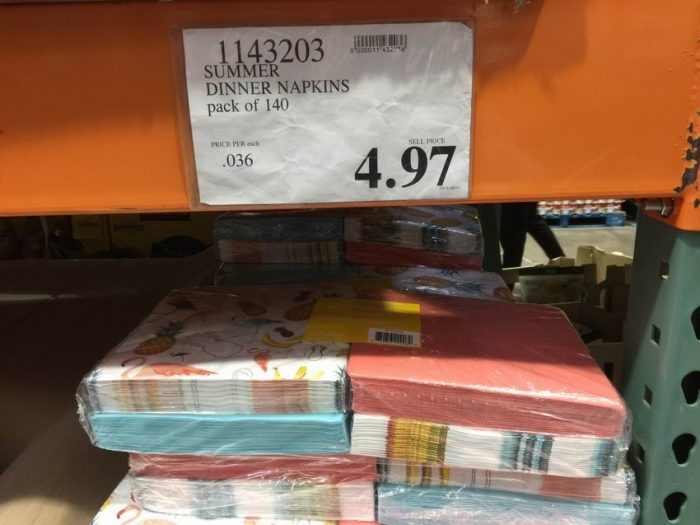 1143203
SUMMER
DINNER NAPKINS
pack of 140
PRICE PER each
.036
SELL PRICE
4.97